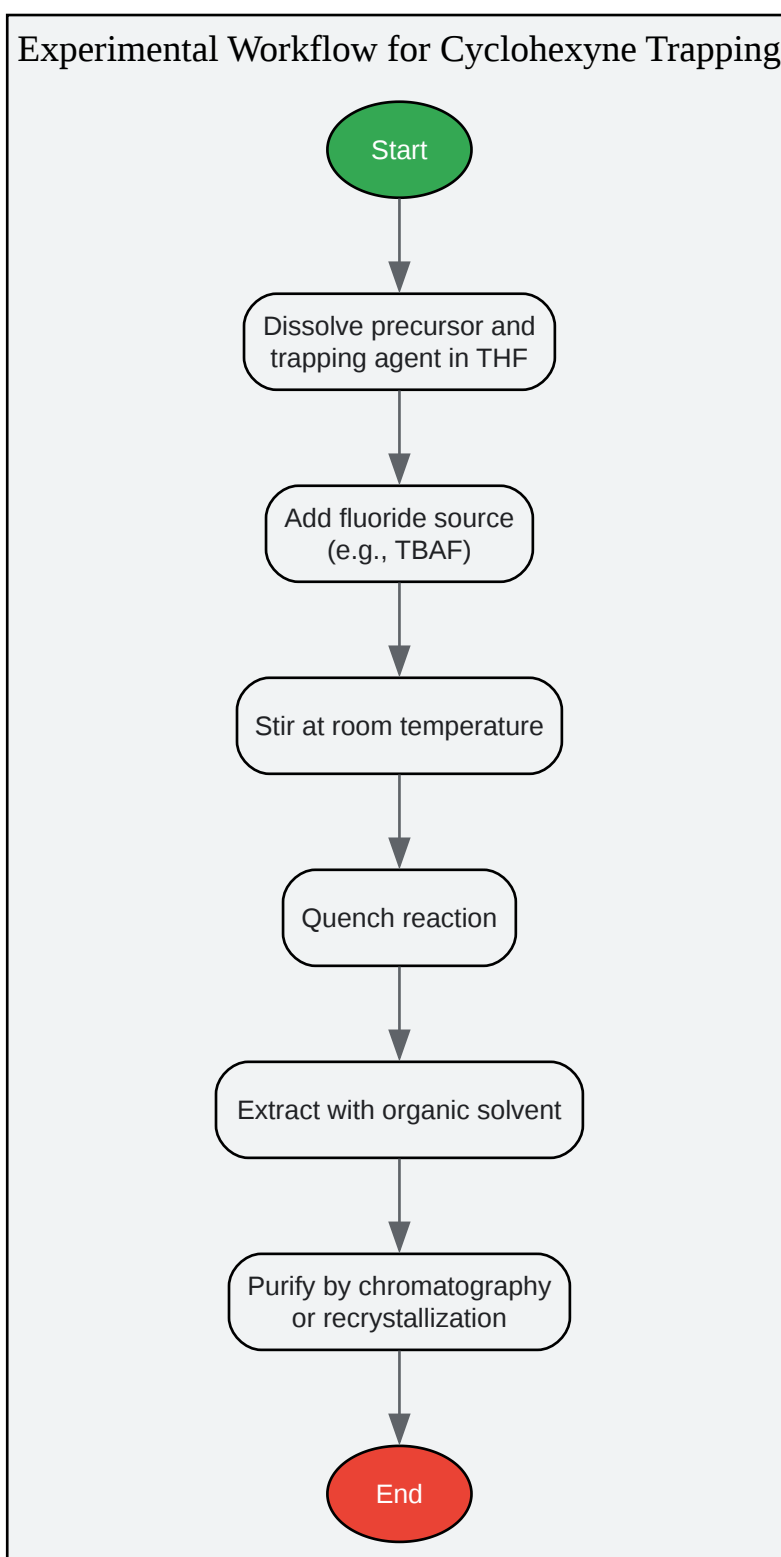 Experimental Workflow for Cyclohexyne Trapping
Start
Dissolve precursor and
trapping agent in THF
Add fluoride source
(e.g., TBAF)
Stir at room temperature
Quench reaction
Extract with organic solvent
Purify by chromatography
or recrystallization
End